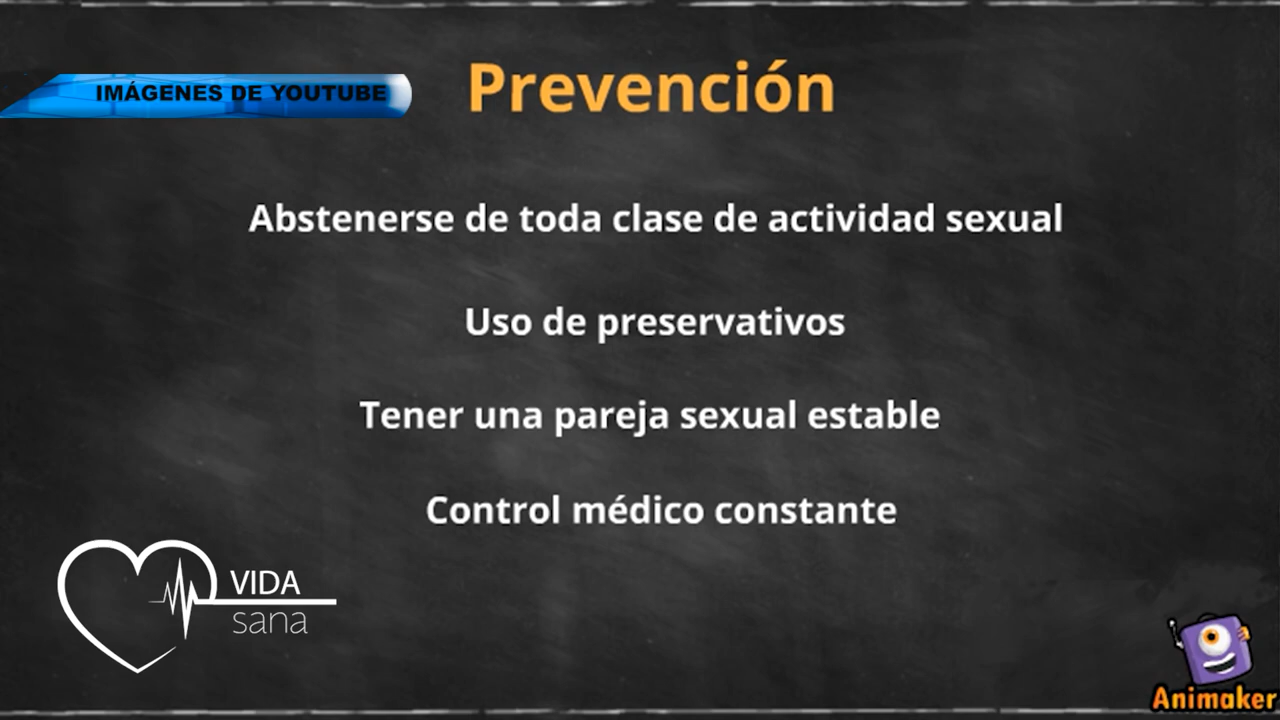 IMÁGENES DE YOUTUBE
Prevención
Abstenerse de toda clase de actividad sexual
Uso de preservativos
Tener una pareja sexual estable
Control médico constante
VIDA
sana
Animaker